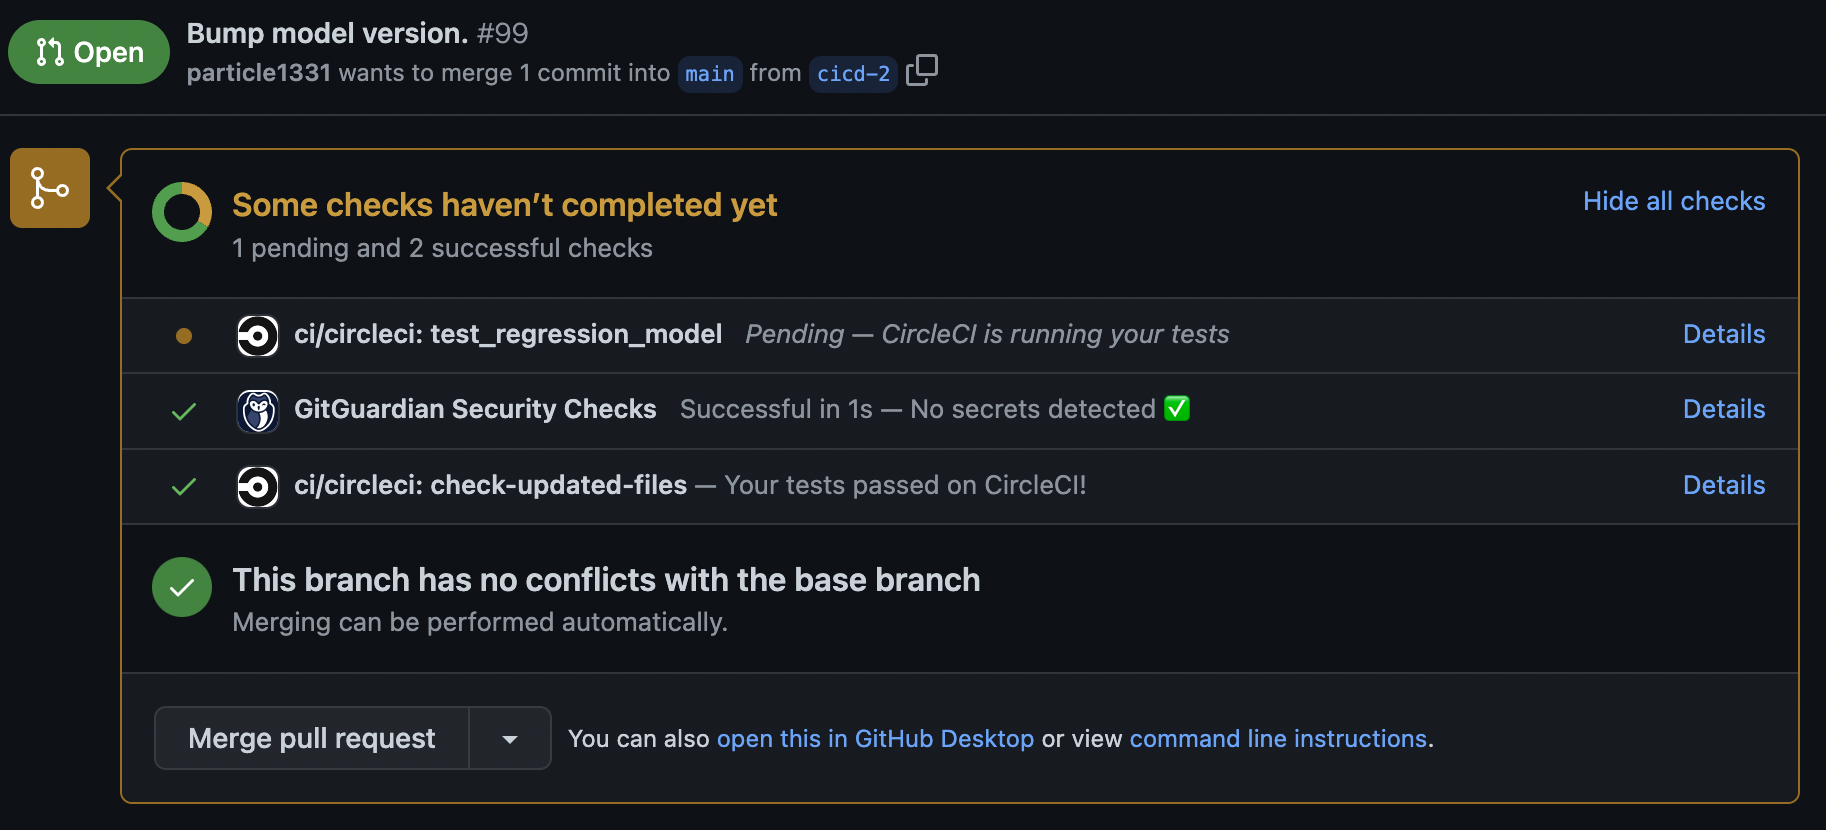 Open
Bump model version. #99
particle1331 wants to merge 1 commit into main from cicd-2
Some checks haven’t completed yet
Hide all checks
1 pending and 2 successful checks
ci/circleci: test_regression_model Pending — CircleCI is running your tests Details
GitGuardian Security Checks Successful in 1s — No secrets detected ✅ Details
ci/circleci: check-updated-files — Your tests passed on CircleCI! Details
This branch has no conflicts with the base branch
Merging can be performed automatically.
Merge pull request You can also open this in GitHub Desktop or view command line instructions.